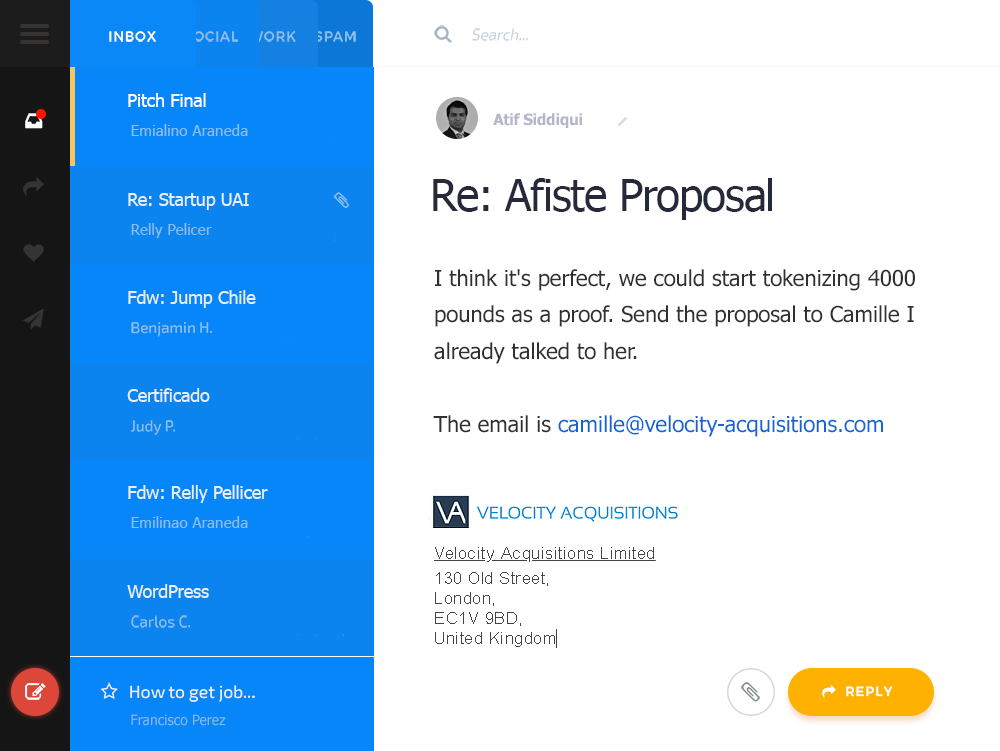 INBOX
OCIAL
ORK
SPAM
Search...
Pitch Final
Emialino Araneda
Re: Startup UAI
Relly Pelicer
Fdw: Jump Chile
Benjamin H.
Certificado
Judy P.
Fdw: Relly Pellicer
Emilinao Araneda
WordPress
Carlos C.
How to get job...
Francisco Perez
Atif Siddiqui
Re: Afiste Proposal
I think it's perfect, we could start tokenizing 4000
pounds as a proof. Send the proposal to Camille I
already talked to her.
The email is camille@velocity-acquisitions.com
VA VELOCITY ACQUISITIONS
Velocity Acquisitions Limited
130 Old Street,
London,
EC1V 9BD,
United Kingdom
REPLY